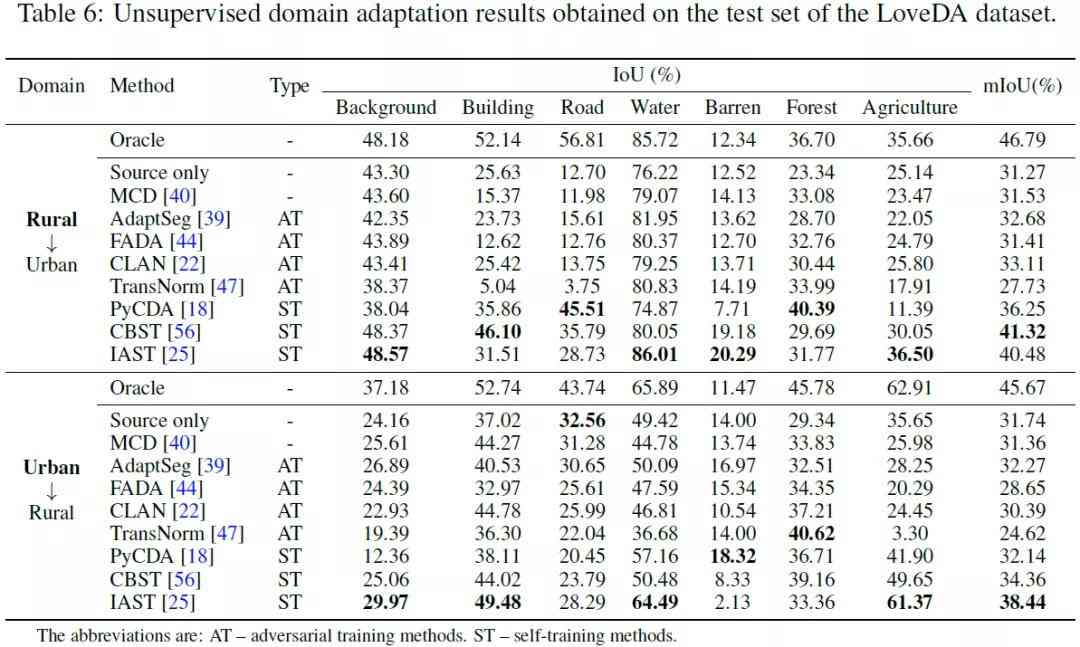 Table 6: Unsupervised domain adaptation results obtained on the test set of the LoveDA dataset.
Domain Method Type IoU (%) mIoU(%)
Background Building Road Water Barren Forest Agriculture
Rural ↓ Urban
Oracle - 48.18 52.14 56.81 85.72 12.34 36.70 35.66 46.79
Source only - 43.30 25.63 12.70 76.22 12.52 23.34 25.14 31.27
MCD [40] - 43.60 15.37 11.98 79.07 14.13 33.08 23.47 31.53
AdaptSeg [39] AT 42.35 23.73 15.61 81.95 13.62 28.70 22.05 32.68
FADA [44] AT 43.89 12.62 12.76 80.37 12.70 32.76 24.79 31.41
CLAN [22] AT 43.41 25.42 13.75 79.25 13.71 30.44 25.80 33.11
TransNorm [47] AT 38.37 5.04 3.75 80.83 14.19 33.99 17.91 27.73
PyCDA [18] ST 38.04 35.86 45.51 74.87 7.71 40.39 11.39 36.25
CBST [56] ST 48.37 46.10 35.79 80.05 19.18 29.69 30.05 41.32
IAST [25] ST 48.57 31.51 28.73 86.01 20.29 31.77 36.50 40.48
Urban ↓ Rural
Oracle - 37.18 52.74 43.74 65.89 11.47 45.78 62.91 45.67
Source only - 24.16 37.02 32.56 49.42 14.00 29.34 35.65 31.74
MCD [40] - 25.61 44.27 31.28 44.78 13.74 33.83 25.98 31.36
AdaptSeg [39] AT 26.89 40.53 30.65 50.09 16.97 32.51 28.25 32.27
FADA [44] AT 24.39 32.97 25.61 47.59 15.34 34.35 20.29 28.65
CLAN [22] AT 22.93 44.78 25.99 46.81 10.54 37.21 24.45 30.39
TransNorm [47] AT 19.39 36.30 22.04 36.68 14.00 40.62 3.30 24.62
PyCDA [18] ST 12.36 38.11 20.45 57.16 18.32 36.71 41.90 32.14
CBST [56] ST 25.06 44.02 23.79 50.48 8.33 39.16 49.65 34.36
IAST [25] ST 29.97 49.48 28.29 64.49 2.13 33.36 61.37 38.44
The abbreviations are: AT – adversarial training methods. ST – self-training methods.